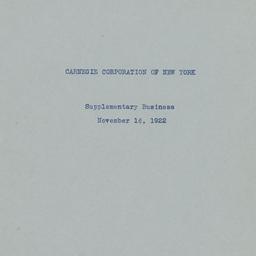 CARNEGIE CORPORATION OF NEW YORK
Supplementary Business
November 16, 1922